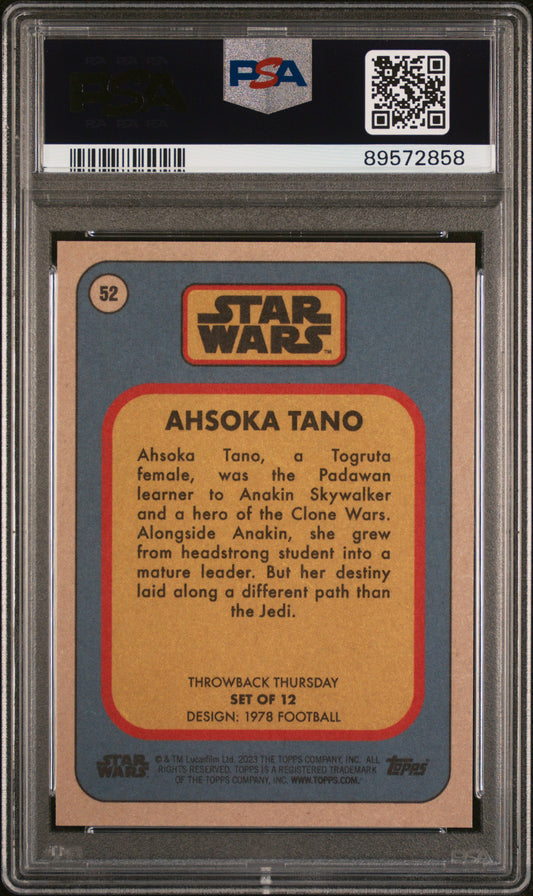 PSA
PSA
89572858
52
STAR
WARS™
AHSOKA TANO
Ahsoka Tano, a Togruta
female, was the Padawan
learner to Anakin Skywalker
and a hero of the Clone Wars.
Alongside Anakin, she grew
from headstrong student into a
mature leader. But her destiny
laid along a different path than
the Jedi.
THROWBACK THURSDAY
SET OF 12
DESIGN: 1978 FOOTBALL
STAR
WARS
© & TM Lucasfilm Ltd. 2023 THE TOPPS COMPANY, INC. ALL
RIGHTS RESERVED. TOPPS IS A REGISTERED TRADEMARK
OF THE TOPPS COMPANY, INC. WWW.TOPPS.COM.
Topps
PSA